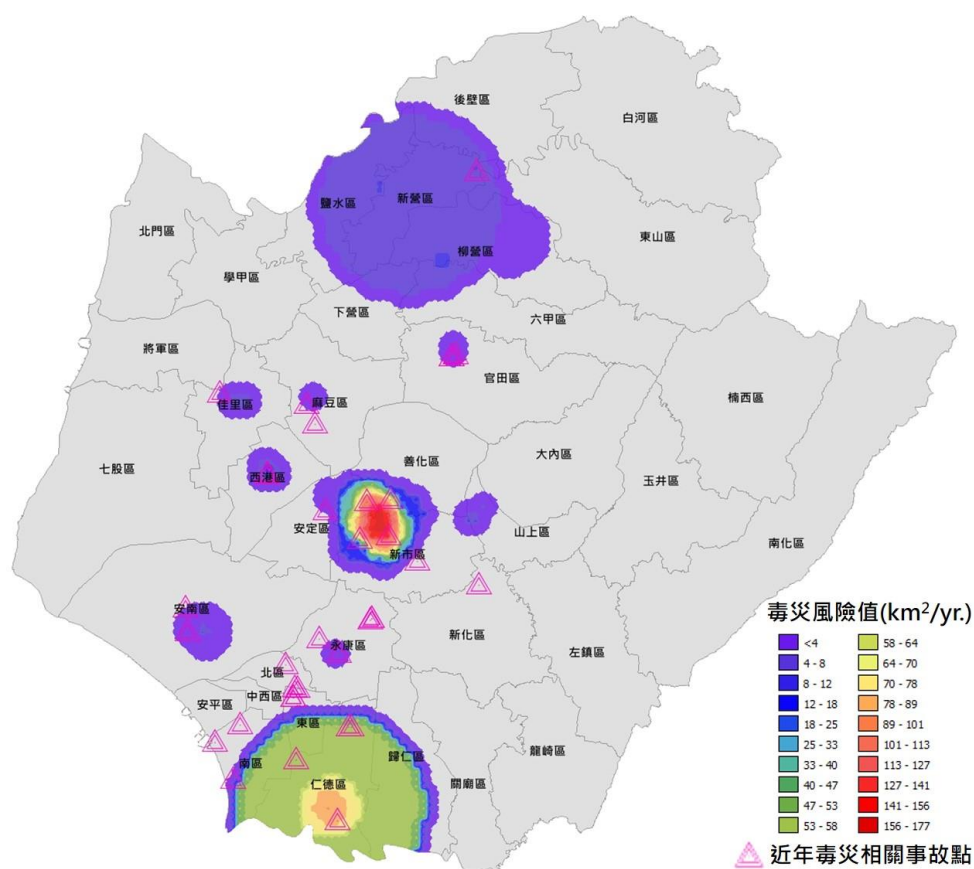 後壁區
白河區
鹽水區
新營區
北門區
東山區
柳營區
學甲區
下營區
六甲區
將軍區
官田區
楠西區
佳里區
麻豆區
七股區
善化區
大內區
西港區
玉井區
安定區
山上區
南化區
新市區
安南區
新化區
永康區
左鎮區
北區
中西區
安平區
東區
龍崎區
歸仁區
南區
關廟區
仁德區
毒災風險值(km²/yr.)
<4
58 - 64
4 - 8
64 - 70
8 - 12
70 - 78
12 - 18
78 - 89
18 - 25
89 - 101
25 - 33
101 - 113
33 - 40
113 - 127
40 - 47
127 - 141
47 - 53
141 - 156
53 - 58
156 - 177
近年毒災相關事故點